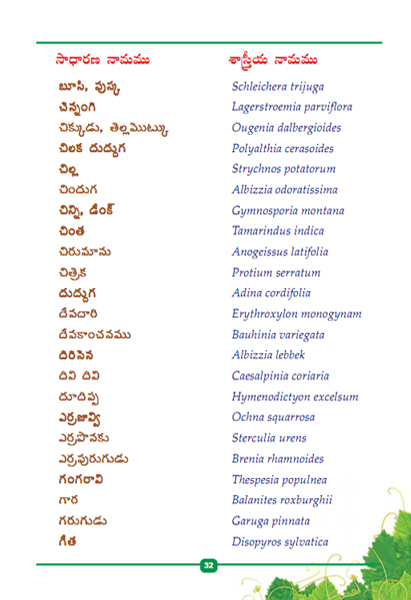 సాధారణ నామము శాస్త్రీయ నామము
బూసి, పుస్క Schleichera trijuga
చెన్నంగి Lagerstroemia parviflora
చిక్కుడు, తెల్లమొట్కు Ougenia dalbergioides
చిలక దుద్దుగ Polyalthia cerasoides
చిల్ల Strychnos potatorum
చిందుగ Albizzia odoratissima
చిన్ని, డింక్ Gymnosporia montana
చింత Tamarindus indica
చిరుమాను Anogeissus latifolia
చిత్రిక Protium serratum
దుద్దుగ Adina cordifolia
దేవదారి Erythroxylon monogynam
దేవకాంచనము Bauhinia variegata
దిరిసిన Albizzia lebbek
దివి దివి Caesalpinia coriaria
దూదిప్ప Hymenodictyon excelsum
ఎర్రజువ్వి Ochna squarrosa
ఎర్రపొనకు Sterculia urens
ఎర్రపురుగుడు Brenia rhamnoides
గంగరావి Thespesia populnea
గార Balanites roxburghii
గరుగుడు Garuga pinnata
గీత Disopyros sylvatica
32